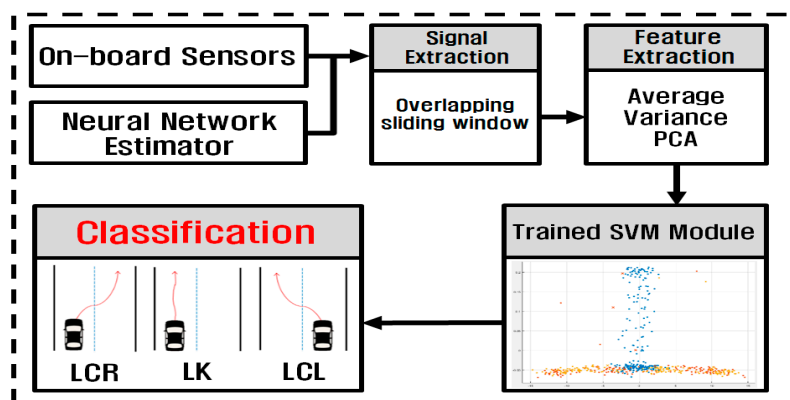 On-board Sensors
Neural Network
Estimator
Signal
Extraction
Overlapping
sliding window
Feature
Extraction
Average
Variance
PCA
Trained SVM Module
Classification
LCR
LK
LCL